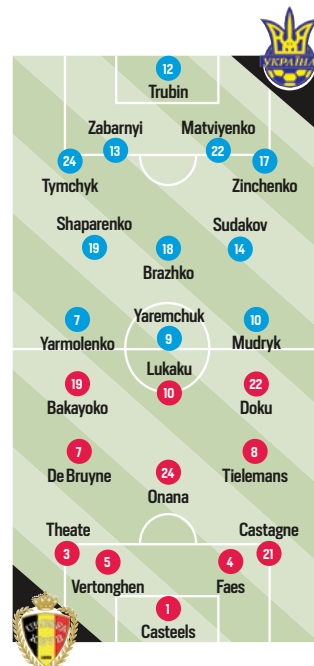 УКРАЇНА
12
Trubin
Zabarnyi
Matviyenko
13
22
24
17
Tymchyk
Zinchenko
Shaparenko
Sudakov
19
18
14
Brazhko
7
Yaremchuk
10
Yarmolenko
9
Mudryk
Lukaku
19
10
22
Bakayoko
Doku
7
8
De Bruyne
24
Tielemans
Onana
Theate
Castagne
3
5
4
21
Vertonghen
Faes
1
Casteels